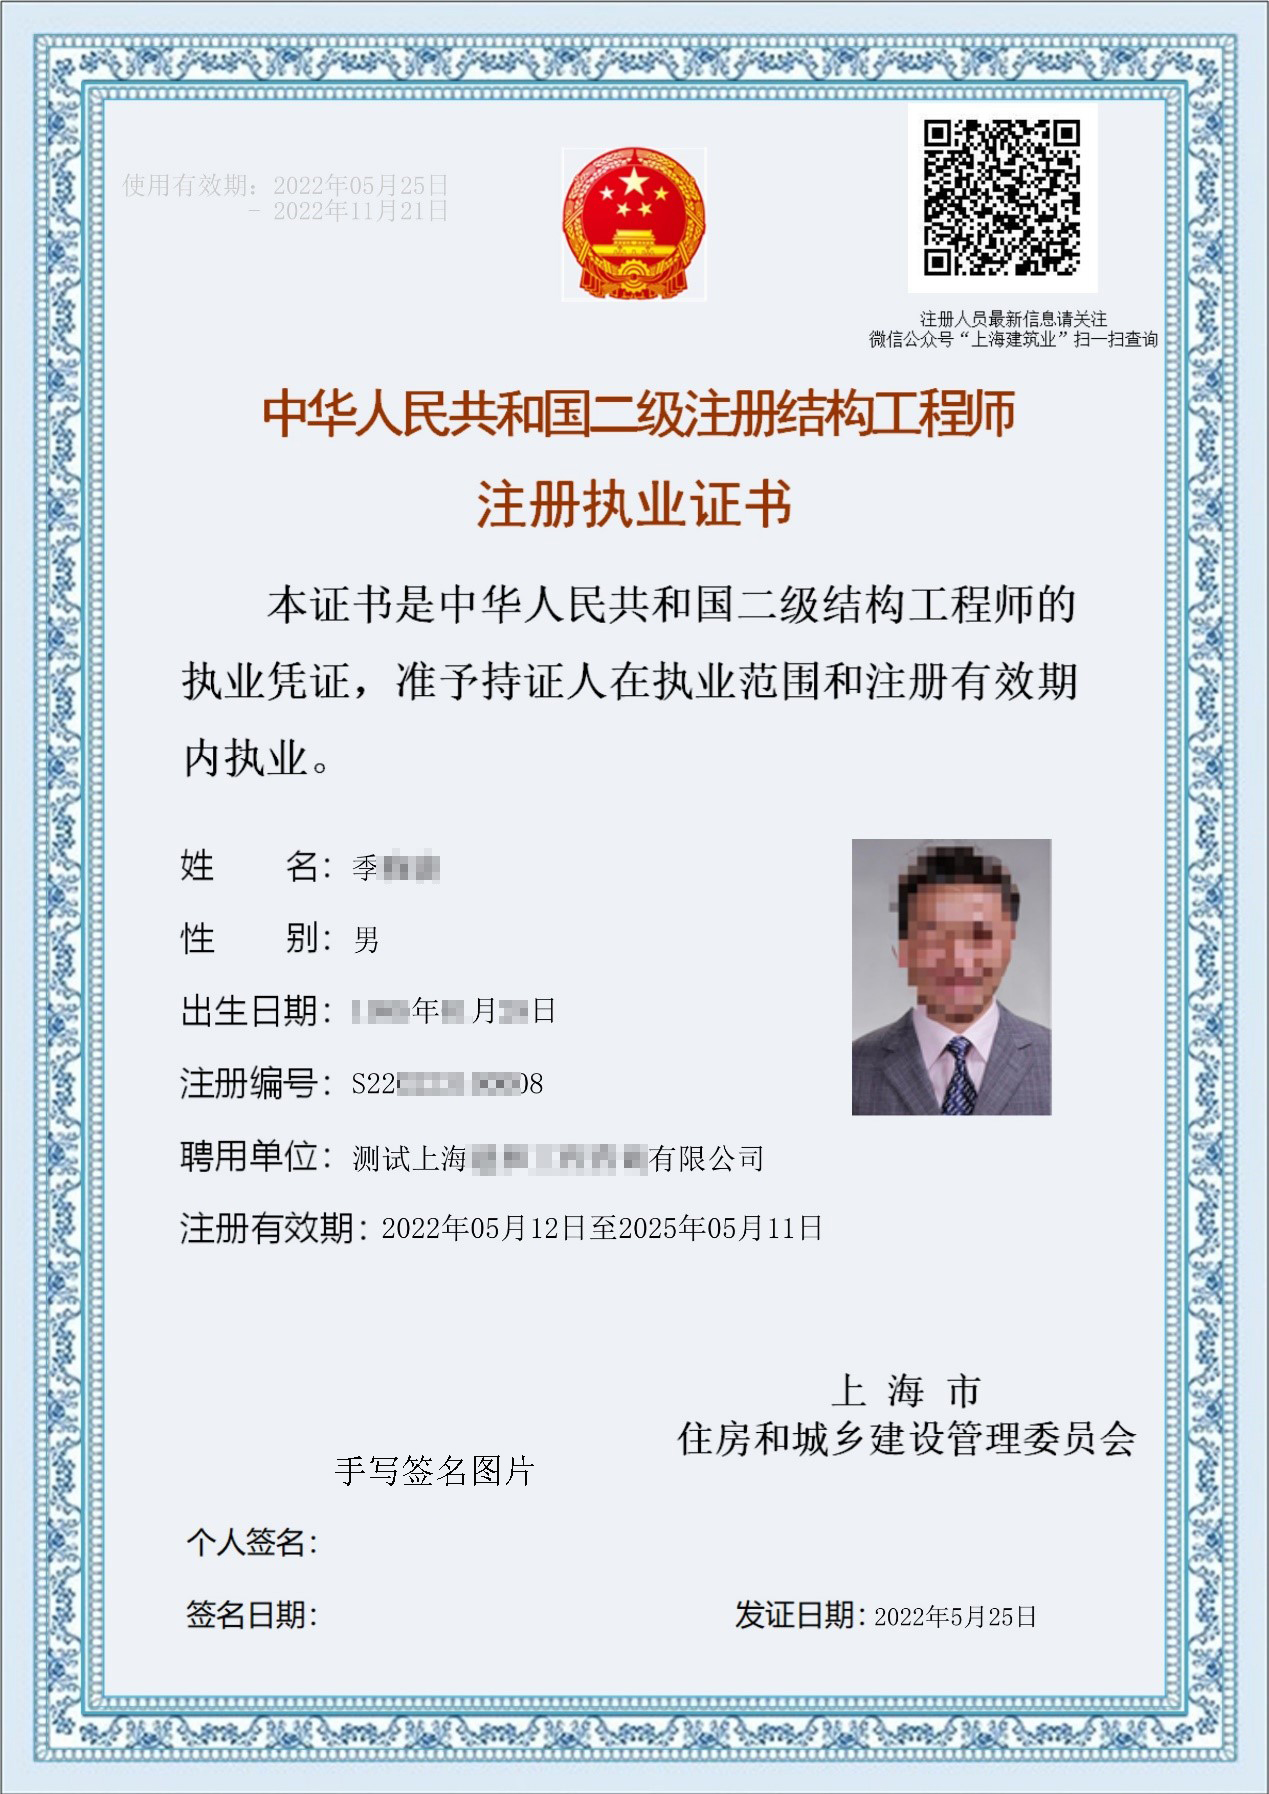 使用有效期：2022年05月25日
- 2022年11月21日
注册人员最新信息请关注
微信公众号“上海建筑业”扫一扫查询
中华人民共和国二级注册结构工程师
注册执业证书
本证书是中华人民共和国二级结构工程师的
执业凭证，准予持证人在执业范围和注册有效期
内执业。
姓 名：季
性 别：男
出生日期： 年 月 日
注册编号：S22 08
聘用单位：测试上海 有限公司
注册有效期：2022年05月12日至2025年05月11日
上 海 市
住房和城乡建设管理委员会
手写签名图片
个人签名：
签名日期：
发证日期：2022年5月25日